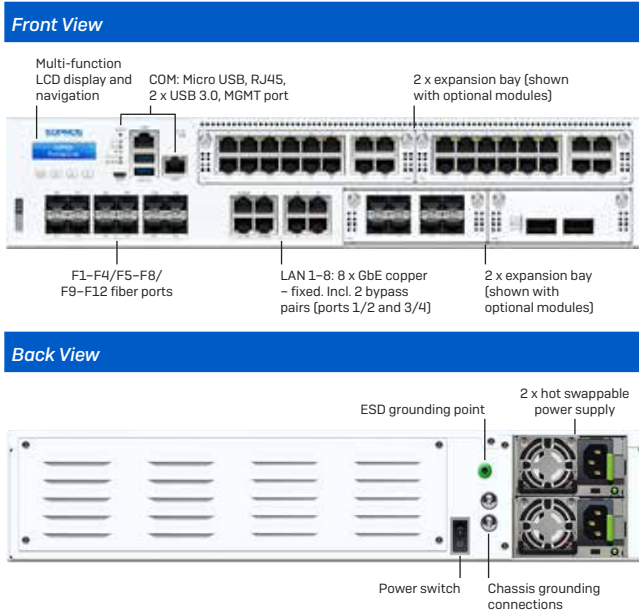 Front View
Multi-function
LCD display and
navigation
COM: Micro USB, RJ45,
2 x USB 3.0, MGMT port
2 x expansion bay (shown
with optional modules)
SOPHOS
F1–F4/F5–F8/
F9–F12 fiber ports
LAN 1–8: 8 x GbE copper
– fixed. Incl. 2 bypass
pairs (ports 1/2 and 3/4)
2 x expansion bay
(shown with
optional modules)
Back View
ESD grounding point
2 x hot swappable
power supply
Power switch
Chassis grounding
connections